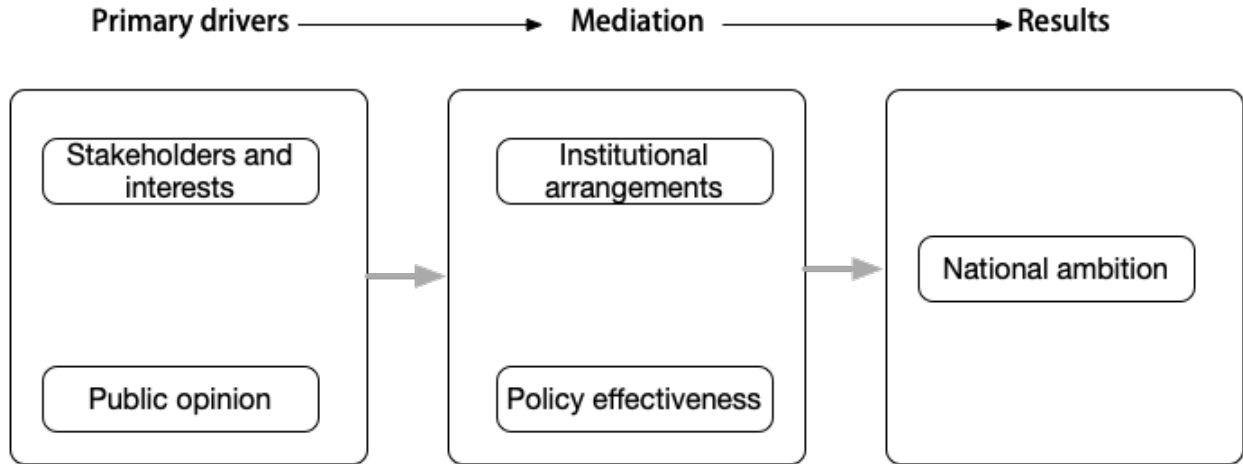 Primary drivers
Mediation
Results
Stakeholders and
interests
Public opinion
Institutional
arrangements
Policy effectiveness
National ambition